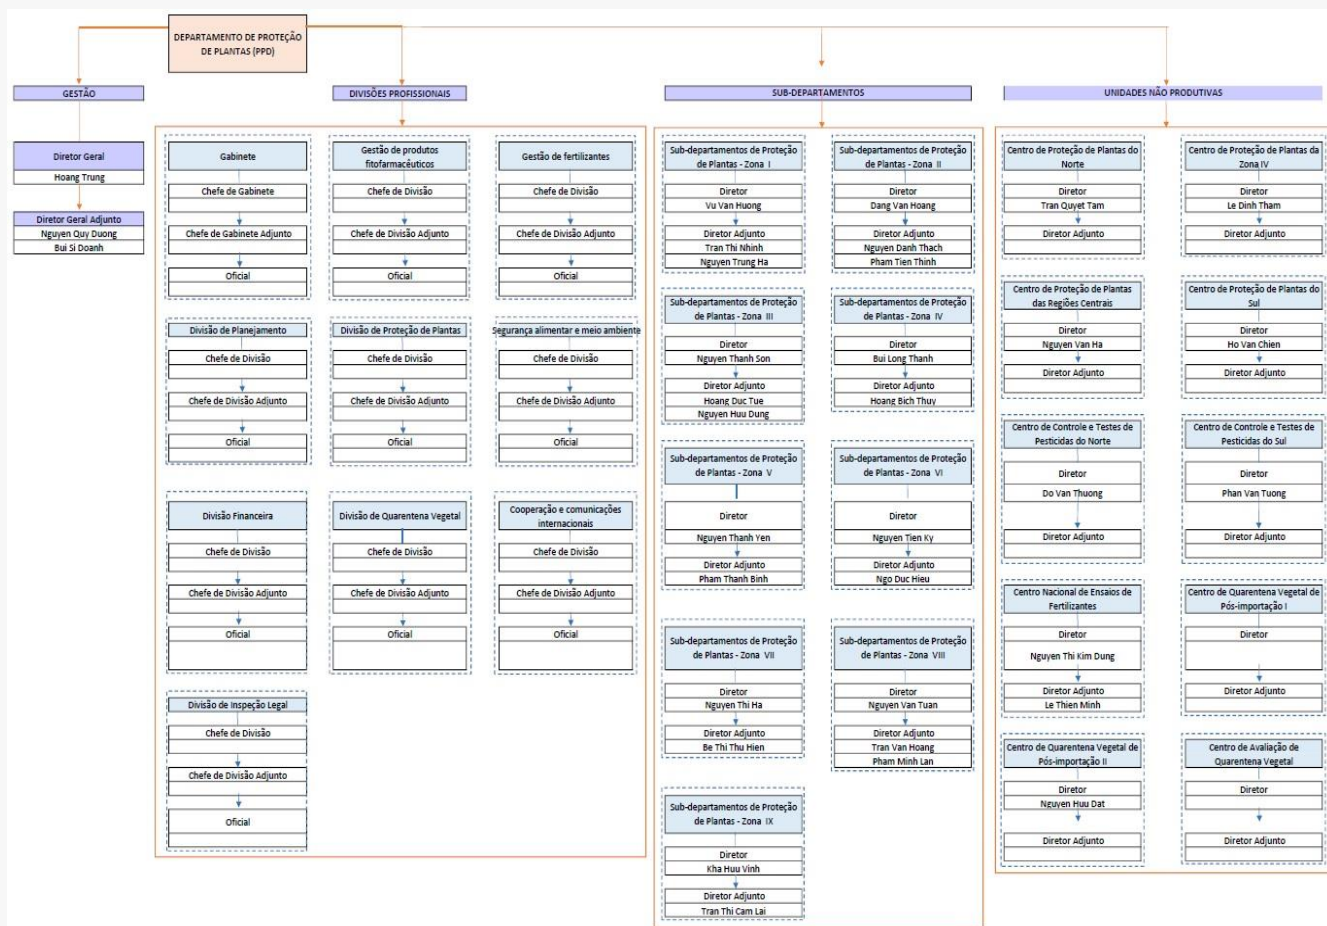 DEPARTAMENTO DE PROTEÇÃO
DE PLANTAS (PPD)
GESTÃO
Diretor Geral
Hoang Trung
Diretor Geral Adjunto
Nguyen Quy Duong
Bui Si Doanh
DIVISÕES PROFISSIONAIS
Gabinete
Chefe de Gabinete
Chefe de Gabinete Adjunto
Oficial
Gestão de produtos
fitofarmacêuticos
Chefe de Divisão
Chefe de Divisão Adjunto
Oficial
Gestão de fertilizantes
Chefe de Divisão
Chefe de Divisão Adjunto
Oficial
Divisão de Planejamento
Chefe de Divisão
Chefe de Divisão Adjunto
Oficial
Divisão de Proteção de Plantas
Chefe de Divisão
Chefe de Divisão Adjunto
Oficial
Segurança alimentar e meio ambiente
Chefe de Divisão
Chefe de Divisão Adjunto
Oficial
Divisão Financeira
Chefe de Divisão
Chefe de Divisão Adjunto
Oficial
Divisão de Quarentena Vegetal
Chefe de Divisão
Chefe de Divisão Adjunto
Oficial
Cooperação e comunicações
internacionais
Chefe de Divisão
Chefe de Divisão Adjunto
Oficial
Divisão de Inspeção Legal
Chefe de Divisão
Chefe de Divisão Adjunto
Oficial
SUB-DEPARTAMENTOS
Sub-departamentos de Proteção
de Plantas - Zona I
Diretor
Vu Van Huong
Diretor Adjunto
Tran Thi Nhinh
Nguyen Trung Ha
Sub-departamentos de Proteção
de Plantas - Zona II
Diretor
Dang Van Hoang
Diretor Adjunto
Nguyen Danh Thach
Pham Tien Thinh
Sub-departamentos de Proteção
de Plantas - Zona III
Diretor
Nguyen Thanh Son
Diretor Adjunto
Hoang Duc Tue
Nguyen Huu Dung
Sub-departamentos de Proteção
de Plantas - Zona IV
Diretor
Bui Long Thanh
Diretor Adjunto
Hoang Bich Thuy
Sub-departamentos de Proteção
de Plantas - Zona V
Diretor
Nguyen Thanh Yen
Diretor Adjunto
Pham Thanh Binh
Sub-departamentos de Proteção
de Plantas - Zona VI
Diretor
Nguyen Tien Ky
Diretor Adjunto
Ngo Duc Hieu
Sub-departamentos de Proteção
de Plantas - Zona VII
Diretor
Nguyen Thi Ha
Diretor Adjunto
Be Thi Thu Hien
Sub-departamentos de Proteção
de Plantas - Zona VIII
Diretor
Nguyen Van Tuan
Diretor Adjunto
Tran Van Hoang
Pham Minh Lan
Sub-departamentos de Proteção
de Plantas - Zona IX
Diretor
Kha Huu Vinh
Diretor Adjunto
Tran Thi Cam Lai
UNIDADES NÃO PRODUTIVAS
Centro de Proteção de Plantas do
Norte
Diretor
Tran Quyet Tam
Diretor Adjunto
Centro de Proteção de Plantas da
Zona IV
Diretor
Le Dinh Tham
Diretor Adjunto
Centro de Proteção de Plantas
das Regiões Centrais
Diretor
Nguyen Van Ha
Diretor Adjunto
Centro de Proteção de Plantas do
Sul
Diretor
Ho Van Chien
Diretor Adjunto
Centro de Controle e Testes de
Pesticidas do Norte
Diretor
Do Van Thuong
Diretor Adjunto
Centro de Controle e Testes de
Pesticidas do Sul
Diretor
Phan Van Tuong
Diretor Adjunto
Centro Nacional de Ensaios de
Fertilizantes
Diretor
Nguyen Thi Kim Dung
Diretor Adjunto
Le Thien Minh
Centro de Quarentena Vegetal de
Pós-importação I
Diretor
Diretor Adjunto
Centro de Quarentena Vegetal de
Pós-importação II
Diretor
Nguyen Huu Dat
Diretor Adjunto
Centro de Avaliação de
Quarentena Vegetal
Diretor
Diretor Adjunto